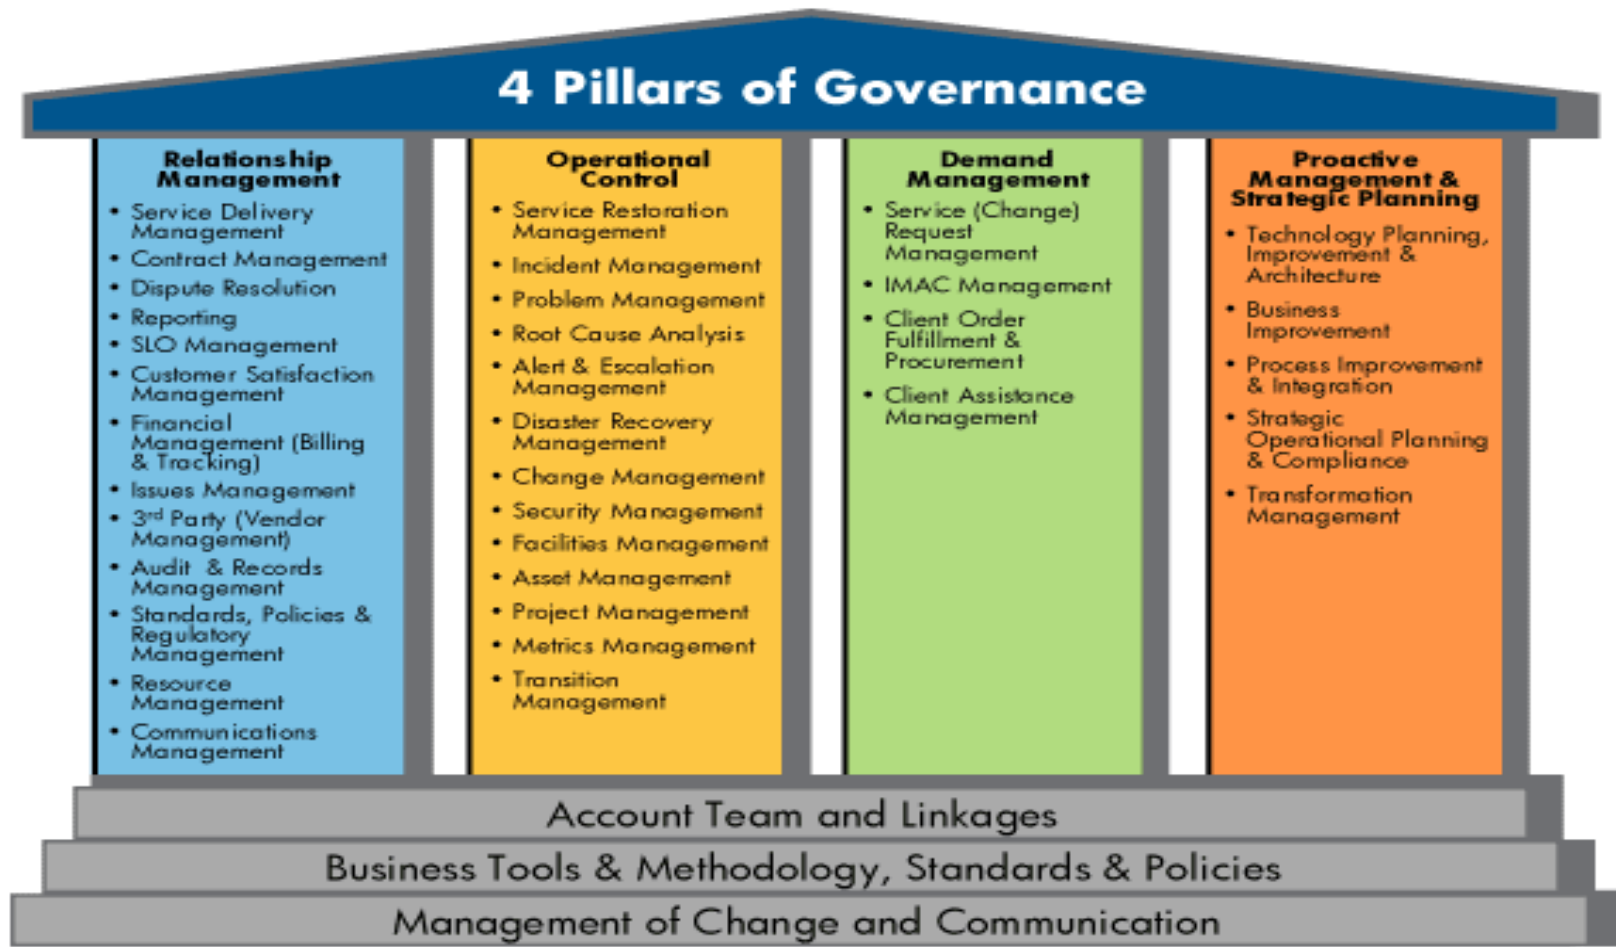 4 Pillars of Governance
Relationship
Management
• Service Delivery
Management
• Contract Management
• Dispute Resolution
• Reporting
• SLO Management
• Customer Satisfaction
Management
• Financial
Management (Billing
& Tracking)
• Issues Management
• 3rd Party (Vendor
Management)
• Audit & Records
Management
• Standards, Policies &
Regulatory
Management
• Resource
Management
• Communications
Management
Operational
Control
• Service Restoration
Management
• Incident Management
• Problem Management
• Root Cause Analysis
• Alert & Escalation
Management
• Disaster Recovery
Management
• Change Management
• Security Management
• Facilities Management
• Asset Management
• Project Management
• Metrics Management
• Transition
Management
Demand
Management
• Service (Change)
Request
Management
• IMAC Management
• Client Order
Fulfillment &
Procurement
• Client Assistance
Management
Proactive
Management &
Strategic Planning
• Technology Planning,
Improvement &
Architecture
• Business
Improvement
• Process Improvement
& Integration
• Strategic
Operational Planning
& Compliance
• Transformation
Management
Account Team and Linkages
Business Tools & Methodology, Standards & Policies
Management of Change and Communication